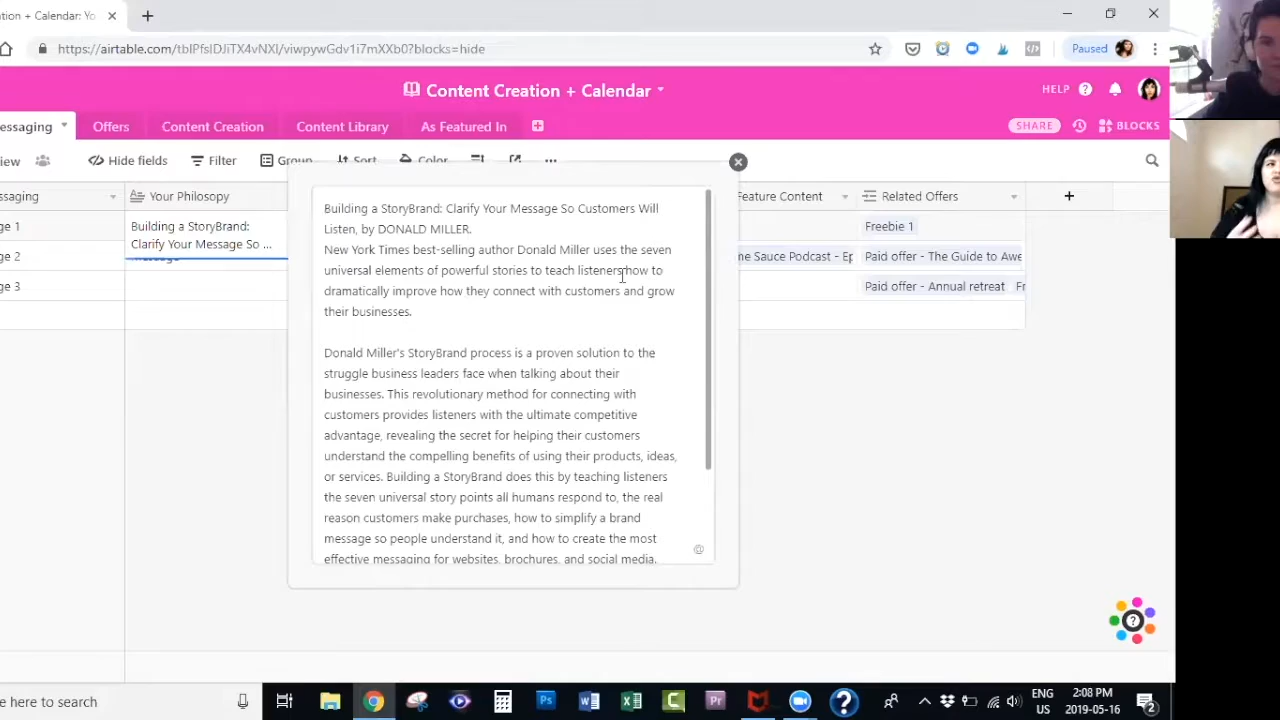 ation + Calendar: Yo
https://airtable.com/tblPfsIDJiTX4vNXI/viwpywGdv1i7mXXb0?blocks=hide
Paused
Content Creation + Calendar
HELP
essaging
Offers
Content Creation
Content Library
As Featured In
SHARE
BLOCKS
iew
Hide fields
Filter
Group
Sort
Color
ssaging
Your Philosopy
Feature Content
Related Offers
ge 1
Building a StoryBrand:
Clarify Your Message So ...
Freebie 1
ge 2
message
me Sauce Podcast - Ep
Paid offer - The Guide to Awe
ge 3
Paid offer - Annual retreat
Fr
Building a StoryBrand: Clarify Your Message So Customers Will
Listen, by DONALD MILLER.
New York Times best-selling author Donald Miller uses the seven
universal elements of powerful stories to teach listeners how to
dramatically improve how they connect with customers and grow
their businesses.
Donald Miller's StoryBrand process is a proven solution to the
struggle business leaders face when talking about their
businesses. This revolutionary method for connecting with
customers provides listeners with the ultimate competitive
advantage, revealing the secret for helping their customers
understand the compelling benefits of using their products, ideas,
or services. Building a StoryBrand does this by teaching listeners
the seven universal story points all humans respond to, the real
reason customers make purchases, how to simplify a brand
message so people understand it, and how to create the most
effective messaging for websites, brochures, and social media.
@
e here to search
Ps
Pr
ENG
US
2:08 PM
2019-05-16
2